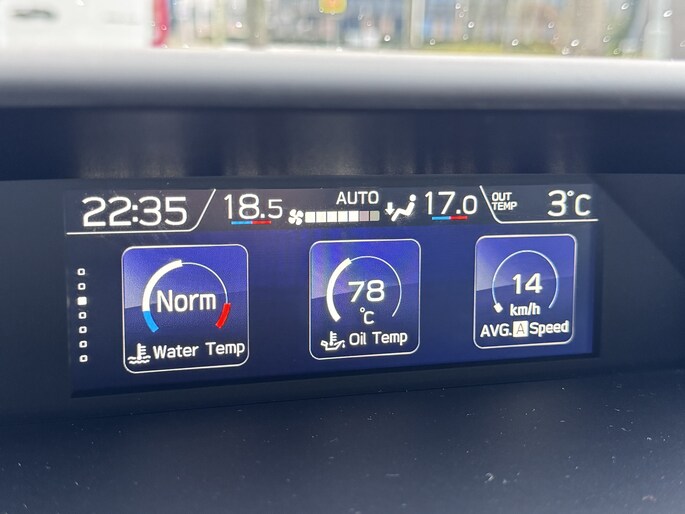 22:35
18.5
AUTO
17.0
OUT
TEMP
3°C
Norm
Water Temp
78
°C
Oil Temp
14
km/h
AVG. A Speed